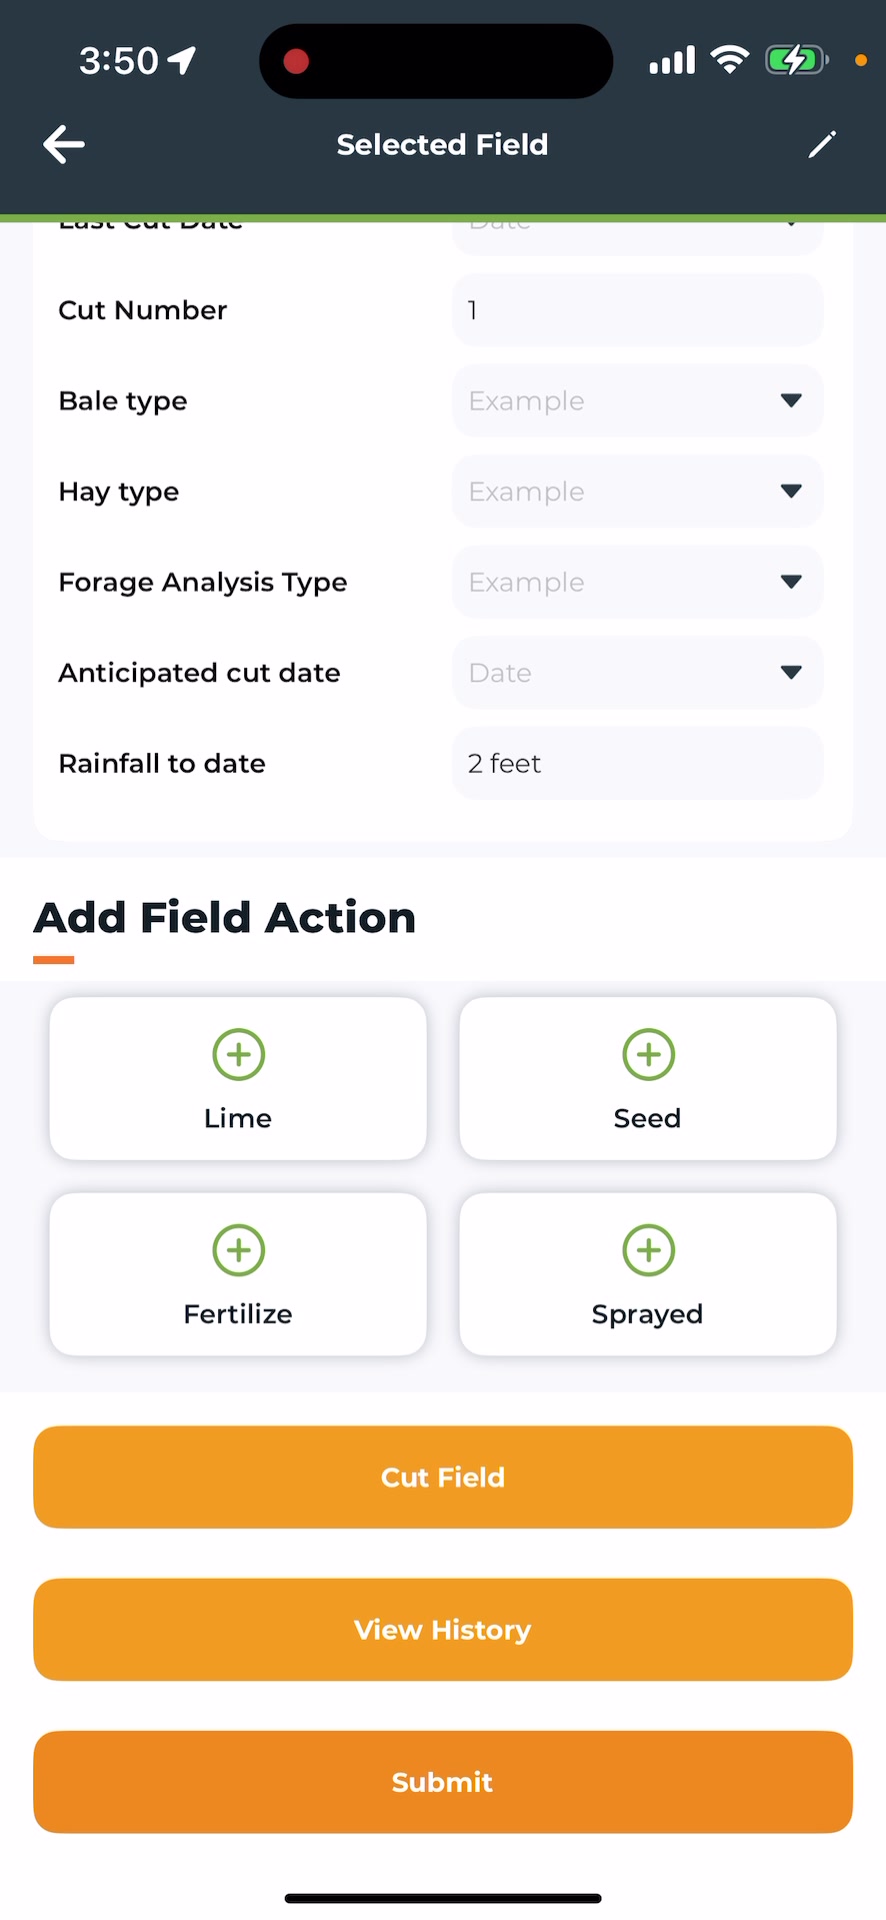 3:50
Selected Field
Last Cut Date Date
Cut Number 1
Bale type Example
Hay type Example
Forage Analysis Type Example
Anticipated cut date Date
Rainfall to date 2 feet
Add Field Action
Lime Seed
Fertilize Sprayed
Cut Field
View History
Submit